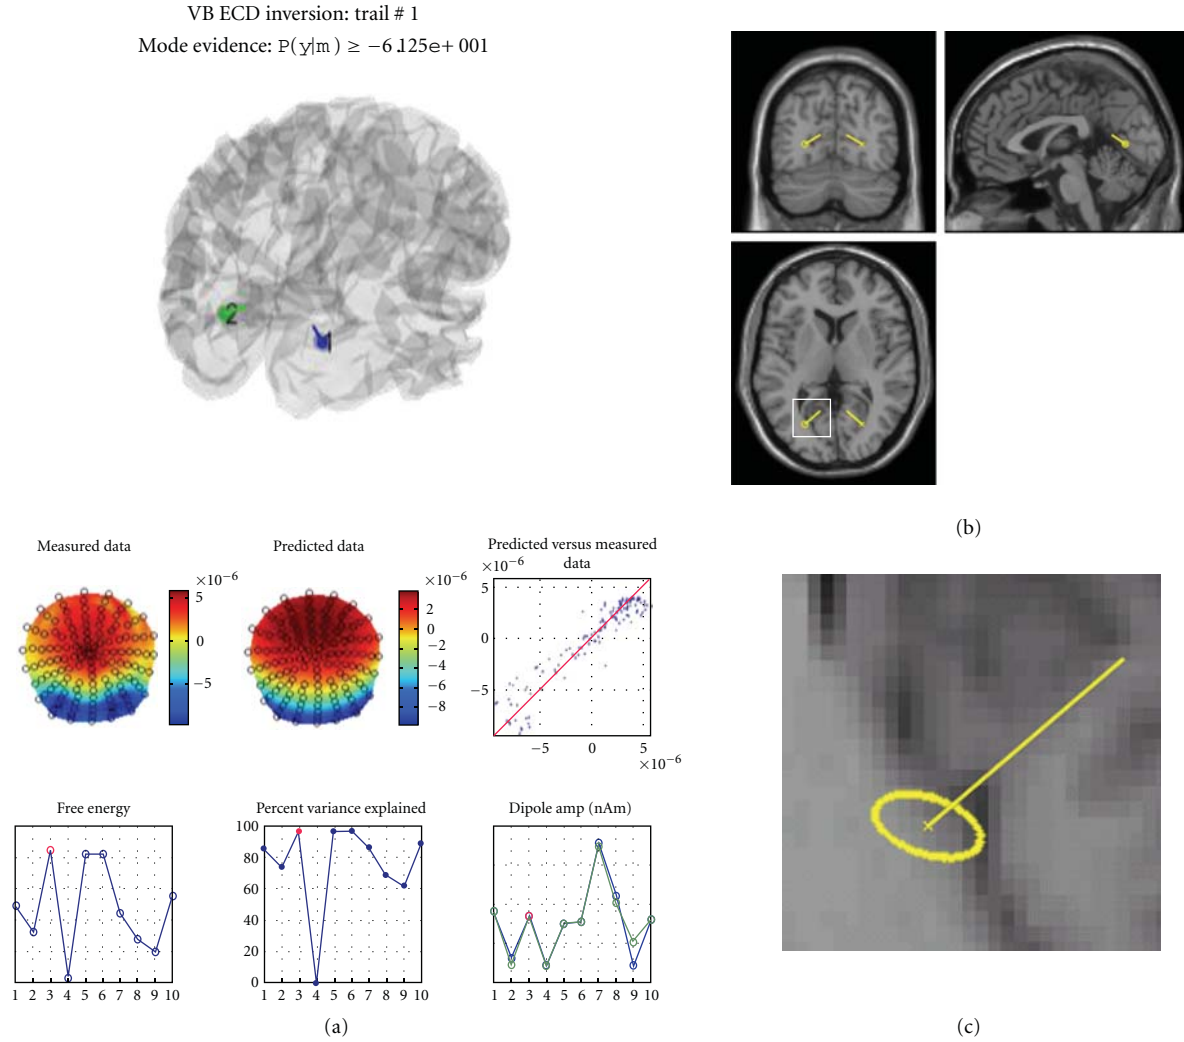 VB ECD inversion: trail # 1
Mode evidence: P(y|m) ≥ −6.125e+001
2
1
(b)
Measured data
×10−6
5
0
−5
Predicted data
×10−6
2
0
−2
−4
−6
−8
Predicted versus measured
data
×10−6
5
0
−5
−5 0 5
×10−6
Free energy
1 2 3 4 5 6 7 8 9 10
Percent variance explained
100
80
60
40
20
0
1 2 3 4 5 6 7 8 9 10
Dipole amp (nAm)
1 2 3 4 5 6 7 8 9 10
(a)
(c)